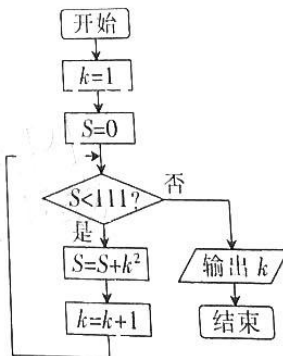 开始
k=1
S=0
S<111?
否
是
S=S+k²
输出 k
k=k+1
结束